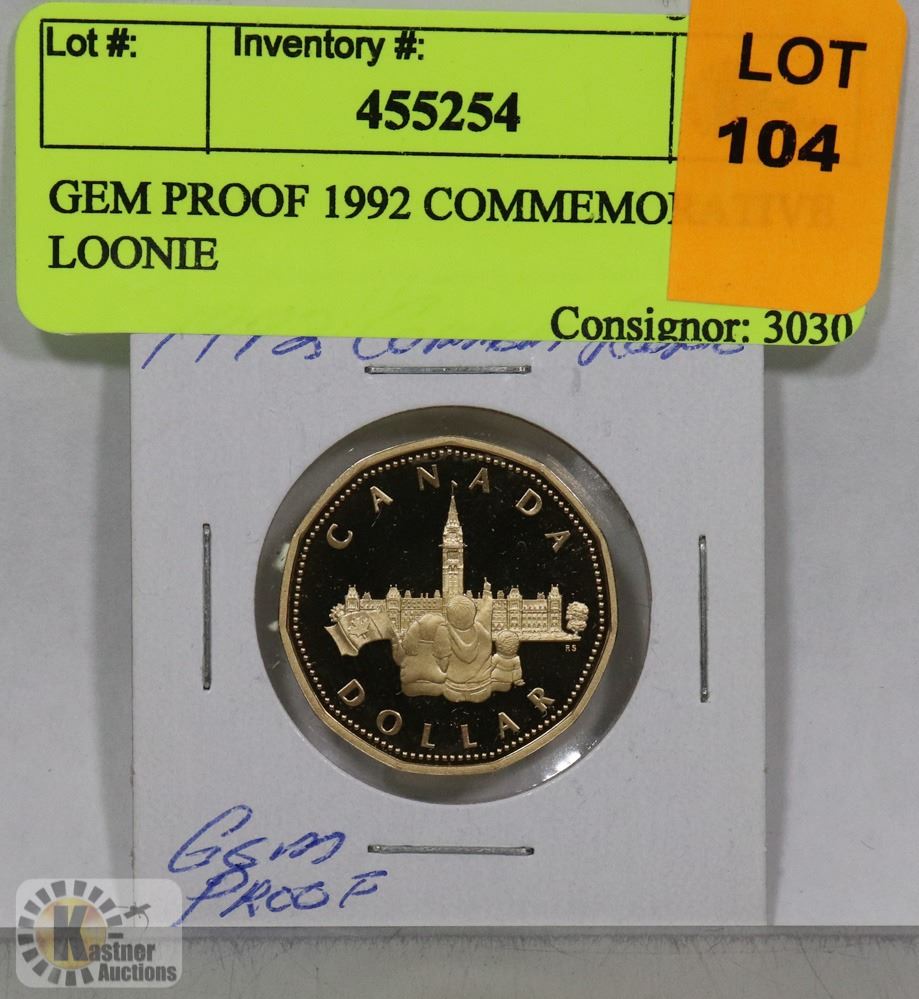 Lot #:
Inventory #:
455254
LOT
104
GEM PROOF 1992 COMMEMORATIVE
LOONIE
Consignor: 3030
CANADA
RS
DOLLAR
Gem
PROOF
Kastner
Auctions